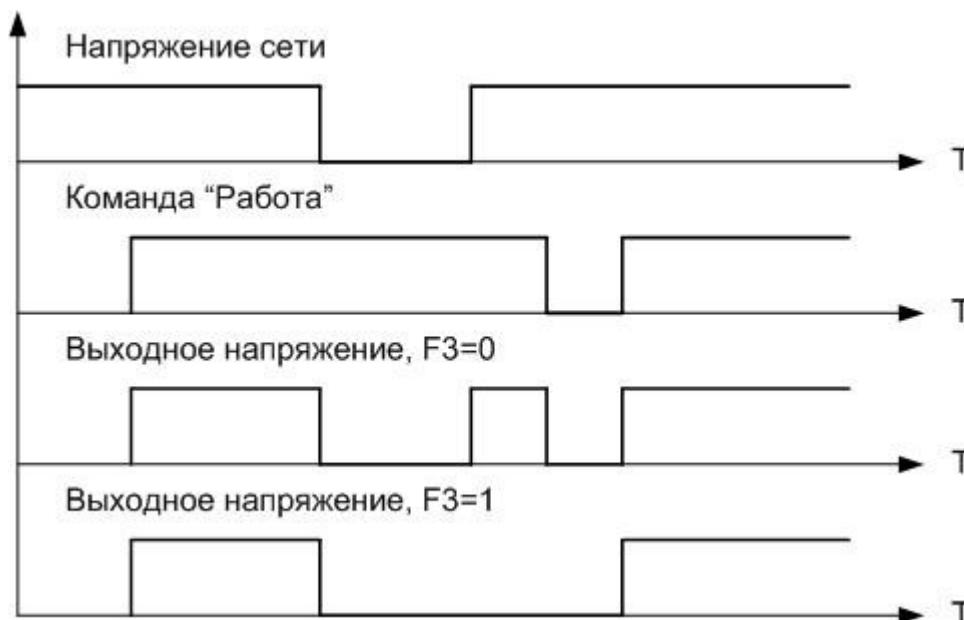 Напряжение сети
T
Команда “Работа”
T
Выходное напряжение, F3=0
T
Выходное напряжение, F3=1
T